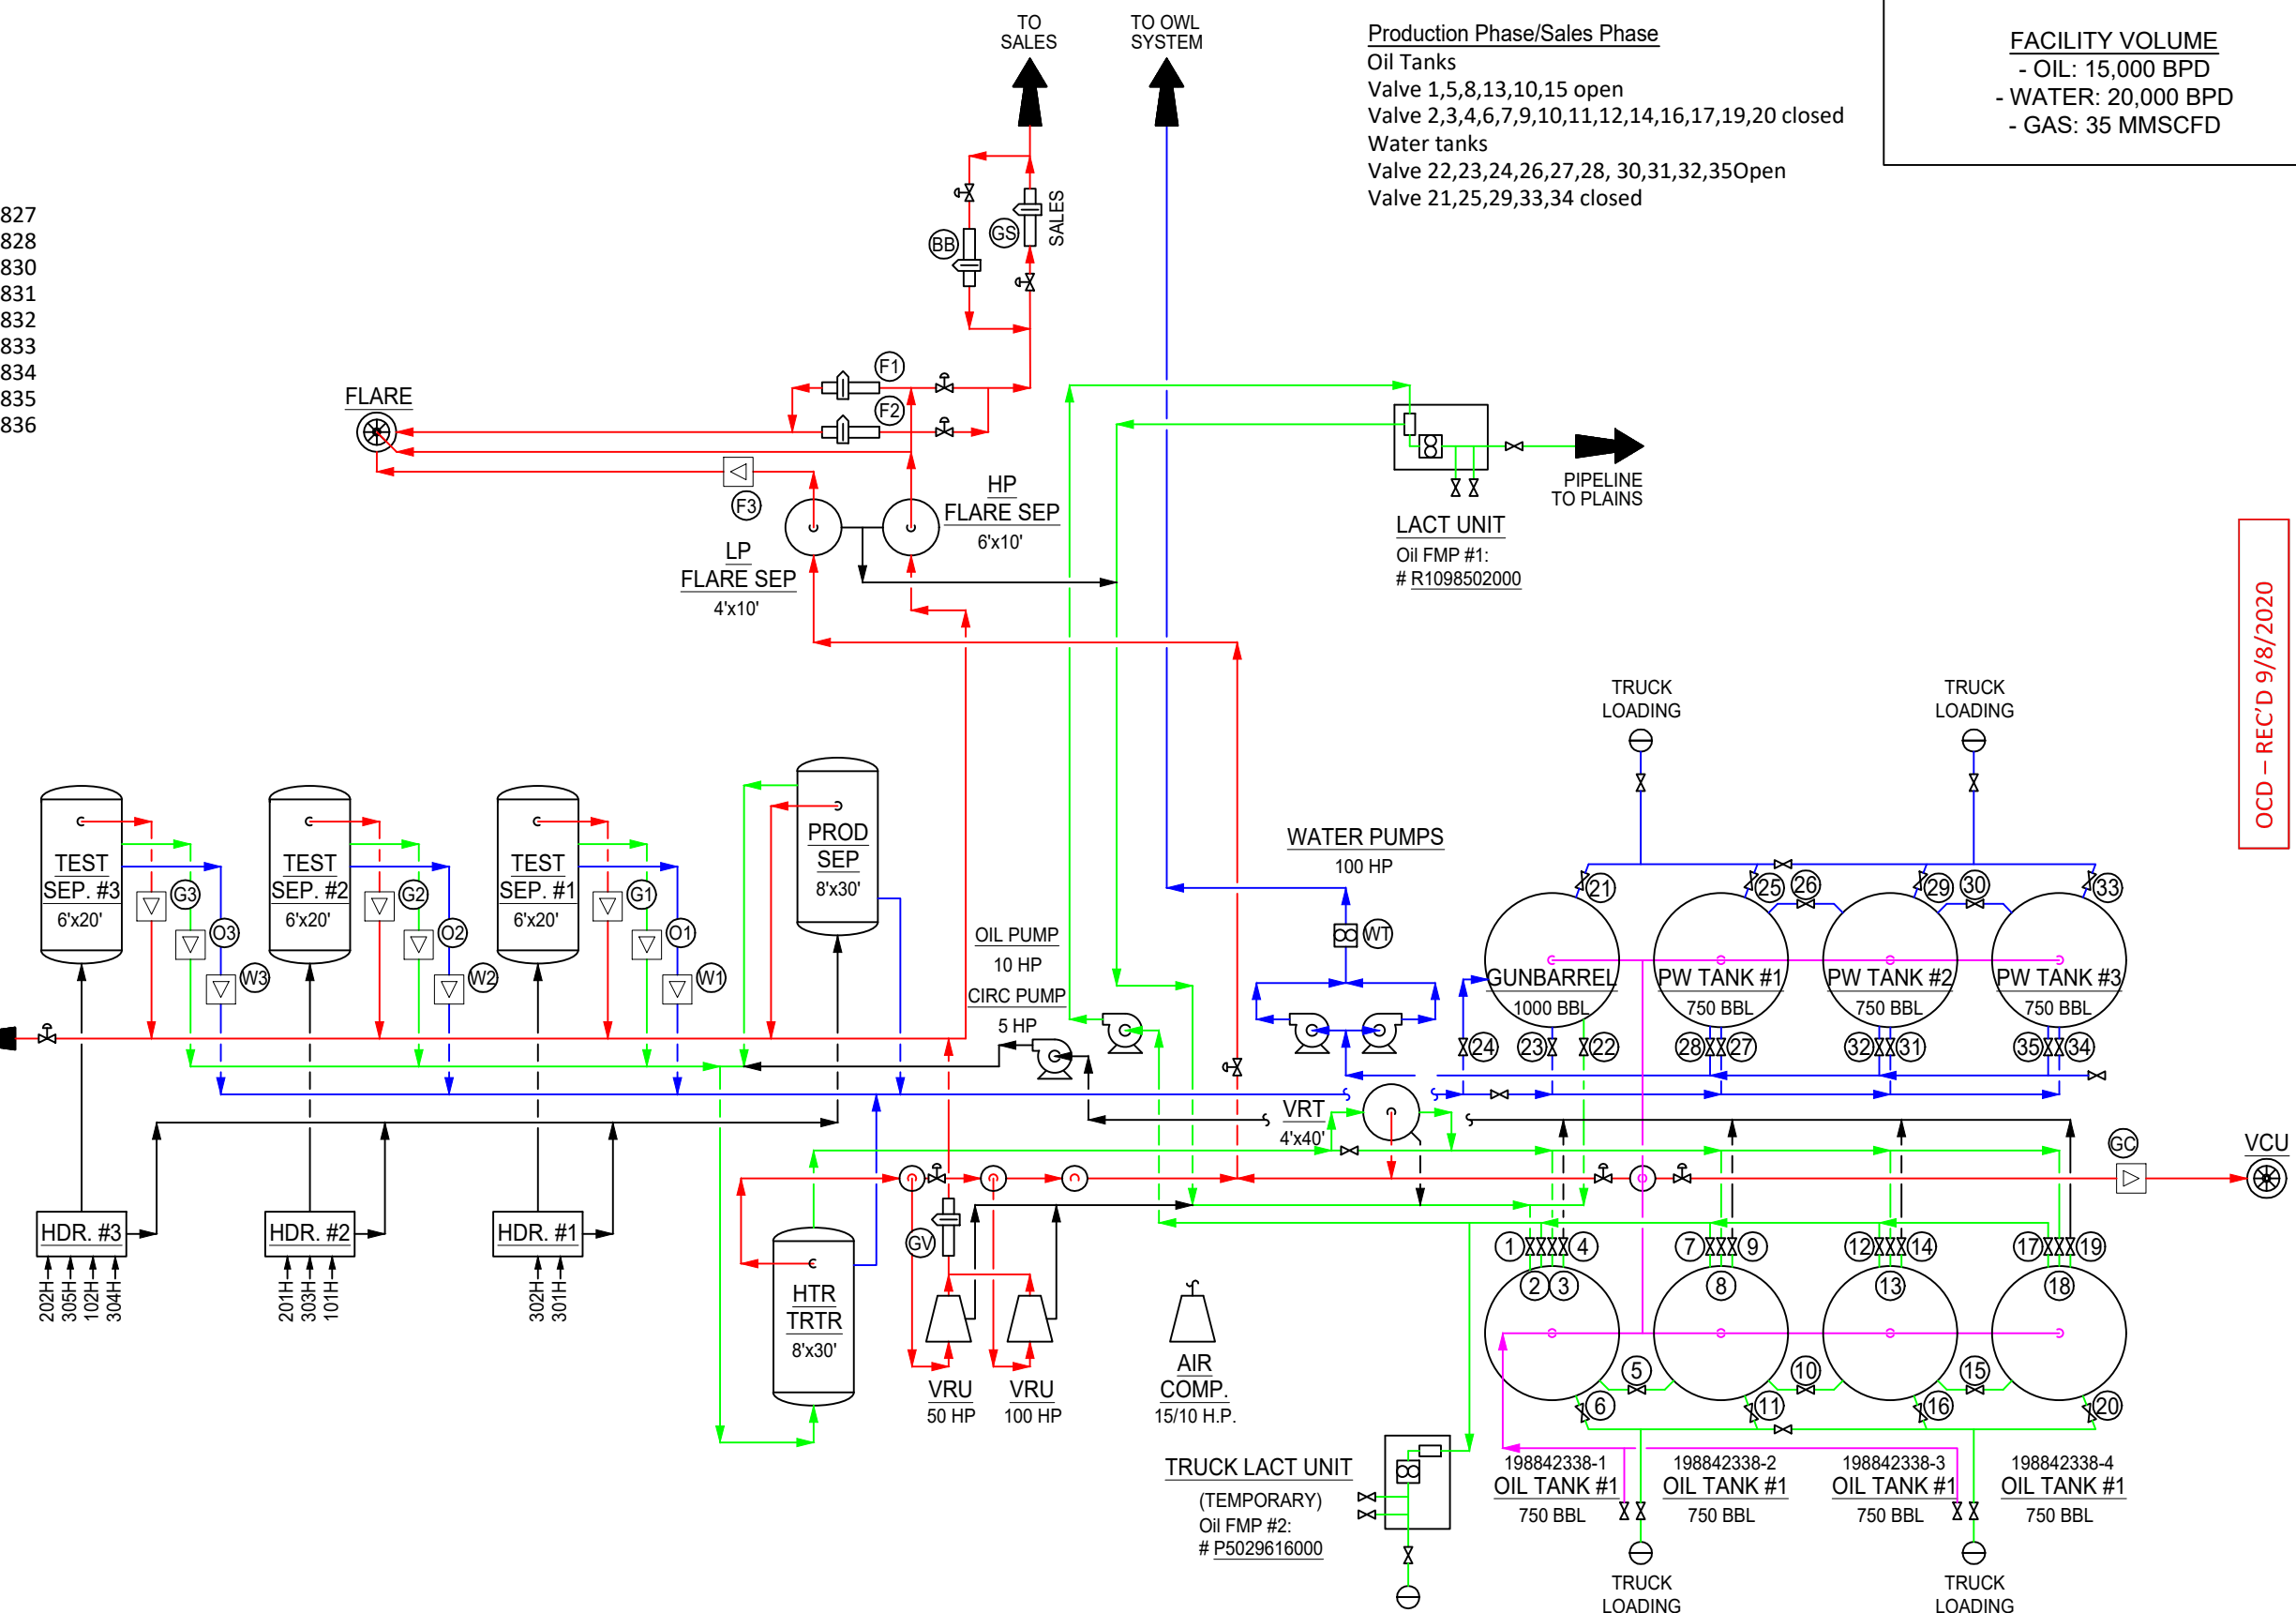 TO
SALES
TO OWL
SYSTEM
Production Phase/Sales Phase
Oil Tanks
Valve 1,5,8,13,10,15 open
Valve 2,3,4,6,7,9,10,11,12,14,16,17,19,20 closed
Water tanks
Valve 22,23,24,26,27,28, 30,31,32,35Open
Valve 21,25,29,33,34 closed
FACILITY VOLUME
- OIL: 15,000 BPD
- WATER: 20,000 BPD
- GAS: 35 MMSCFD
827
828
830
831
832
833
834
835
836
BB
GS
SALES
F1
F2
FLARE
F3
HP
FLARE SEP
6'x10'
LP
FLARE SEP
4'x10'
PIPELINE
TO PLAINS
LACT UNIT
Oil FMP #1:
# R1098502000
OCD – REC'D 9/8/2020
TRUCK
LOADING
TRUCK
LOADING
TEST
SEP. #3
6'x20'
G3
O3
W3
TEST
SEP. #2
6'x20'
G2
O2
W2
TEST
SEP. #1
6'x20'
G1
O1
W1
PROD
SEP
8'x30'
OIL PUMP
10 HP
CIRC PUMP
5 HP
WATER PUMPS
100 HP
WT
21
25
26
29
30
33
GUNBARREL
1000 BBL
PW TANK #1
750 BBL
PW TANK #2
750 BBL
PW TANK #3
750 BBL
24
23
22
28
27
32
31
35
34
VRT
4'x40'
GC
VCU
HDR. #3
HDR. #2
HDR. #1
202H
305H
102H
304H
201H
303H
101H
302H
301H
GV
HTR
TRTR
8'x30'
VRU
50 HP
VRU
100 HP
AIR
COMP.
15/10 H.P.
1
4
7
9
12
14
17
19
2
3
8
13
18
5
10
15
6
11
16
20
TRUCK LACT UNIT
(TEMPORARY)
Oil FMP #2:
# P5029616000
198842338-1
OIL TANK #1
750 BBL
198842338-2
OIL TANK #1
750 BBL
198842338-3
OIL TANK #1
750 BBL
198842338-4
OIL TANK #1
750 BBL
TRUCK
LOADING
TRUCK
LOADING